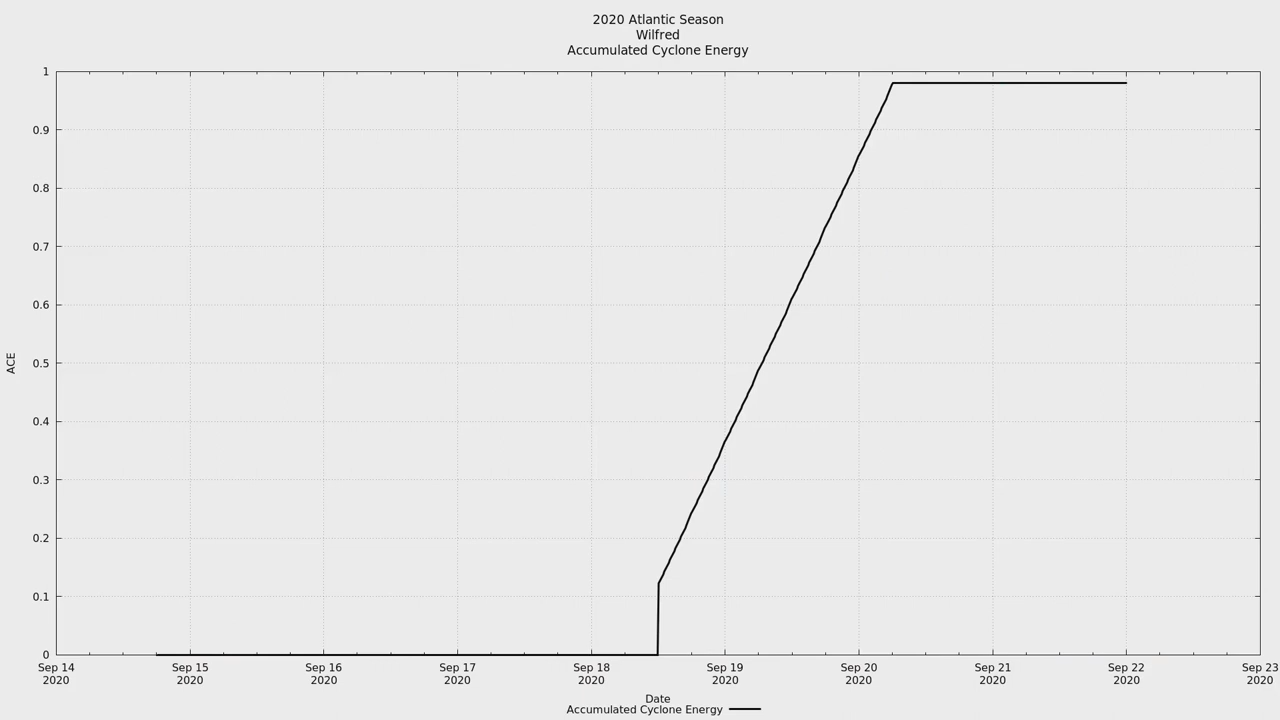 2020 Atlantic Season
Wilfred
Accumulated Cyclone Energy
1
0.9
0.8
0.7
0.6
0.5
0.4
0.3
0.2
0.1
0
ACE
Sep 14 Sep 15 Sep 16 Sep 17 Sep 18 Sep 19 Sep 20 Sep 21 Sep 22 Sep 23
2020 2020 2020 2020 2020 2020 2020 2020 2020 2020
Date
Accumulated Cyclone Energy